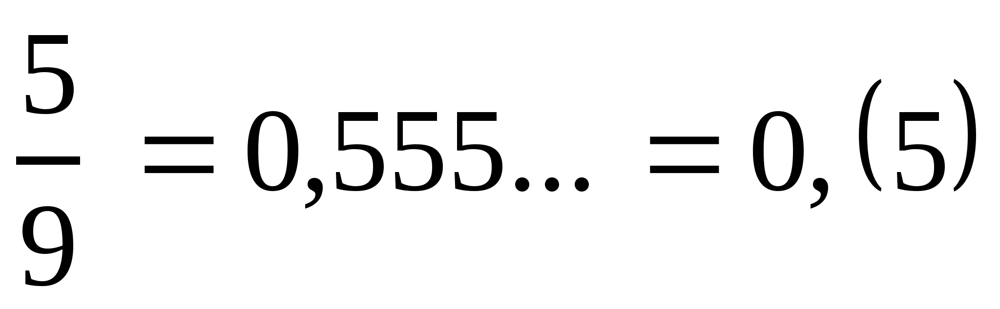 5/9 = 0,555... = 0,(5)